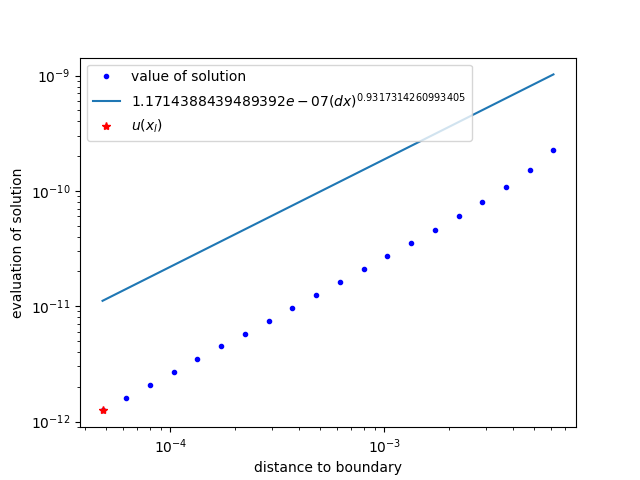 value of solution
1.1714388439489392e − 07(dx)^0.9317314260993405
u(x_l)
10^−9
10^−10
10^−11
10^−12
evaluation of solution
10^−4
10^−3
distance to boundary